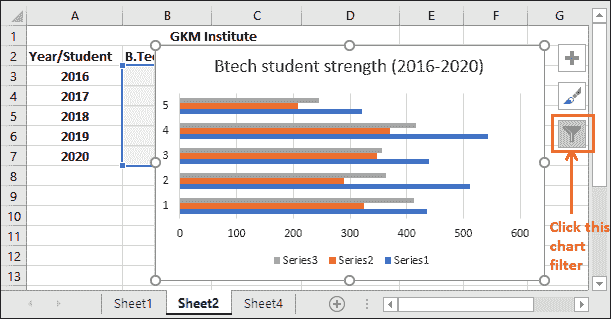 A B C D E F G
1 GKM Institute
2 Year/Student B.Tec
3 2016
4 2017
5 2018
6 2019
7 2020
8
9
10
11
12
13
Btech student strength (2016-2020)
5
4
3
2
1
0 100 200 300 400 500 600
Series3 Series2 Series1
Click this
chart
filter
Sheet1 Sheet2 Sheet4